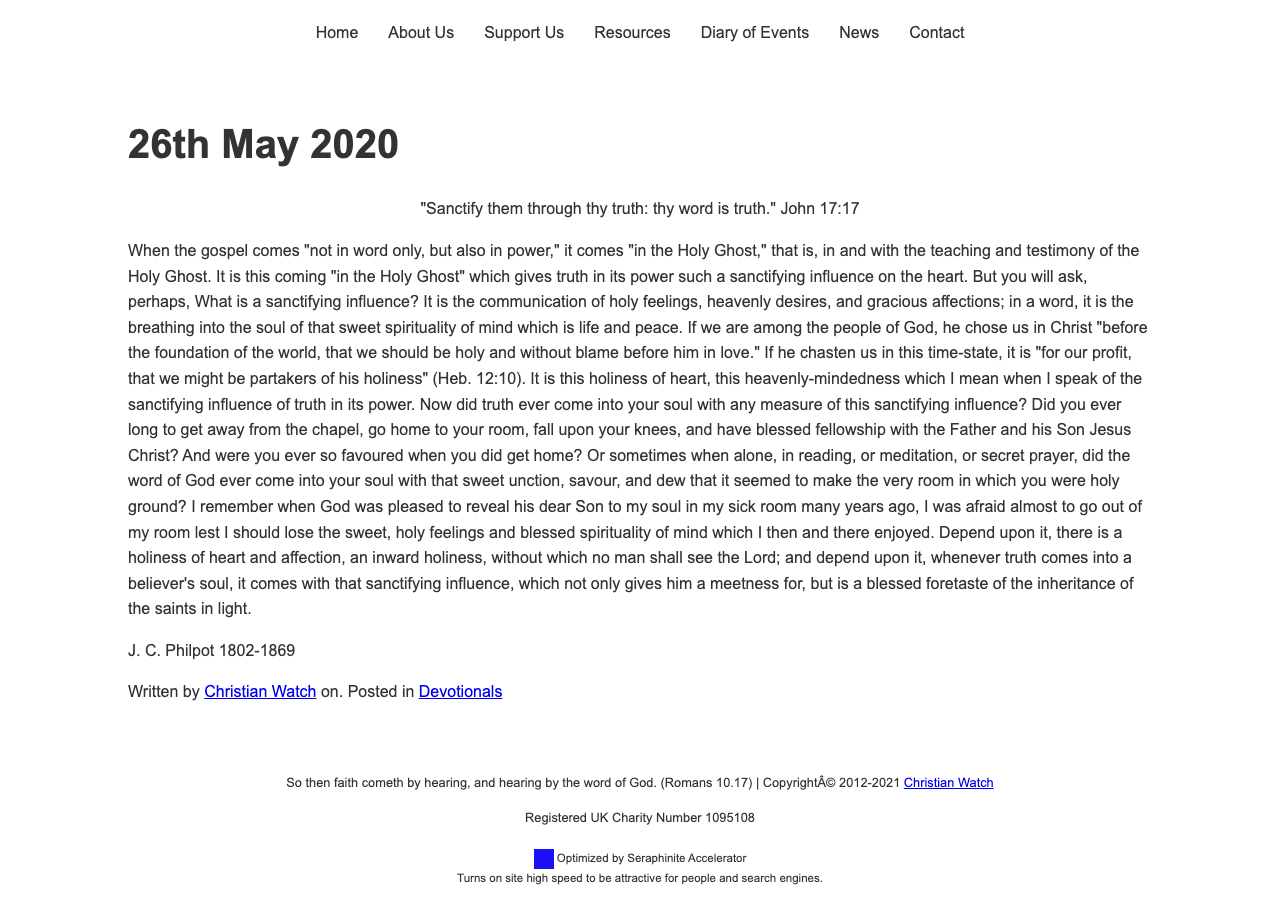 Home About Us Support Us Resources Diary of Events News Contact
26th May 2020
"Sanctify them through thy truth: thy word is truth." John 17:17
When the gospel comes "not in word only, but also in power," it comes "in the Holy Ghost," that is, in and with the teaching and testimony of the
Holy Ghost. It is this coming "in the Holy Ghost" which gives truth in its power such a sanctifying influence on the heart. But you will ask,
perhaps, What is a sanctifying influence? It is the communication of holy feelings, heavenly desires, and gracious affections; in a word, it is the
breathing into the soul of that sweet spirituality of mind which is life and peace. If we are among the people of God, he chose us in Christ "before
the foundation of the world, that we should be holy and without blame before him in love." If he chasten us in this time-state, it is "for our profit,
that we might be partakers of his holiness" (Heb. 12:10). It is this holiness of heart, this heavenly-mindedness which I mean when I speak of the
sanctifying influence of truth in its power. Now did truth ever come into your soul with any measure of this sanctifying influence? Did you ever
long to get away from the chapel, go home to your room, fall upon your knees, and have blessed fellowship with the Father and his Son Jesus
Christ? And were you ever so favoured when you did get home? Or sometimes when alone, in reading, or meditation, or secret prayer, did the
word of God ever come into your soul with that sweet unction, savour, and dew that it seemed to make the very room in which you were holy
ground? I remember when God was pleased to reveal his dear Son to my soul in my sick room many years ago, I was afraid almost to go out of
my room lest I should lose the sweet, holy feelings and blessed spirituality of mind which I then and there enjoyed. Depend upon it, there is a
holiness of heart and affection, an inward holiness, without which no man shall see the Lord; and depend upon it, whenever truth comes into a
believer's soul, it comes with that sanctifying influence, which not only gives him a meetness for, but is a blessed foretaste of the inheritance of
the saints in light.
J. C. Philpot 1802-1869
Written by Christian Watch on. Posted in Devotionals
So then faith cometh by hearing, and hearing by the word of God. (Romans 10.17) | CopyrightÂ© 2012-2021 Christian Watch
Registered UK Charity Number 1095108
Optimized by Seraphinite Accelerator
Turns on site high speed to be attractive for people and search engines.